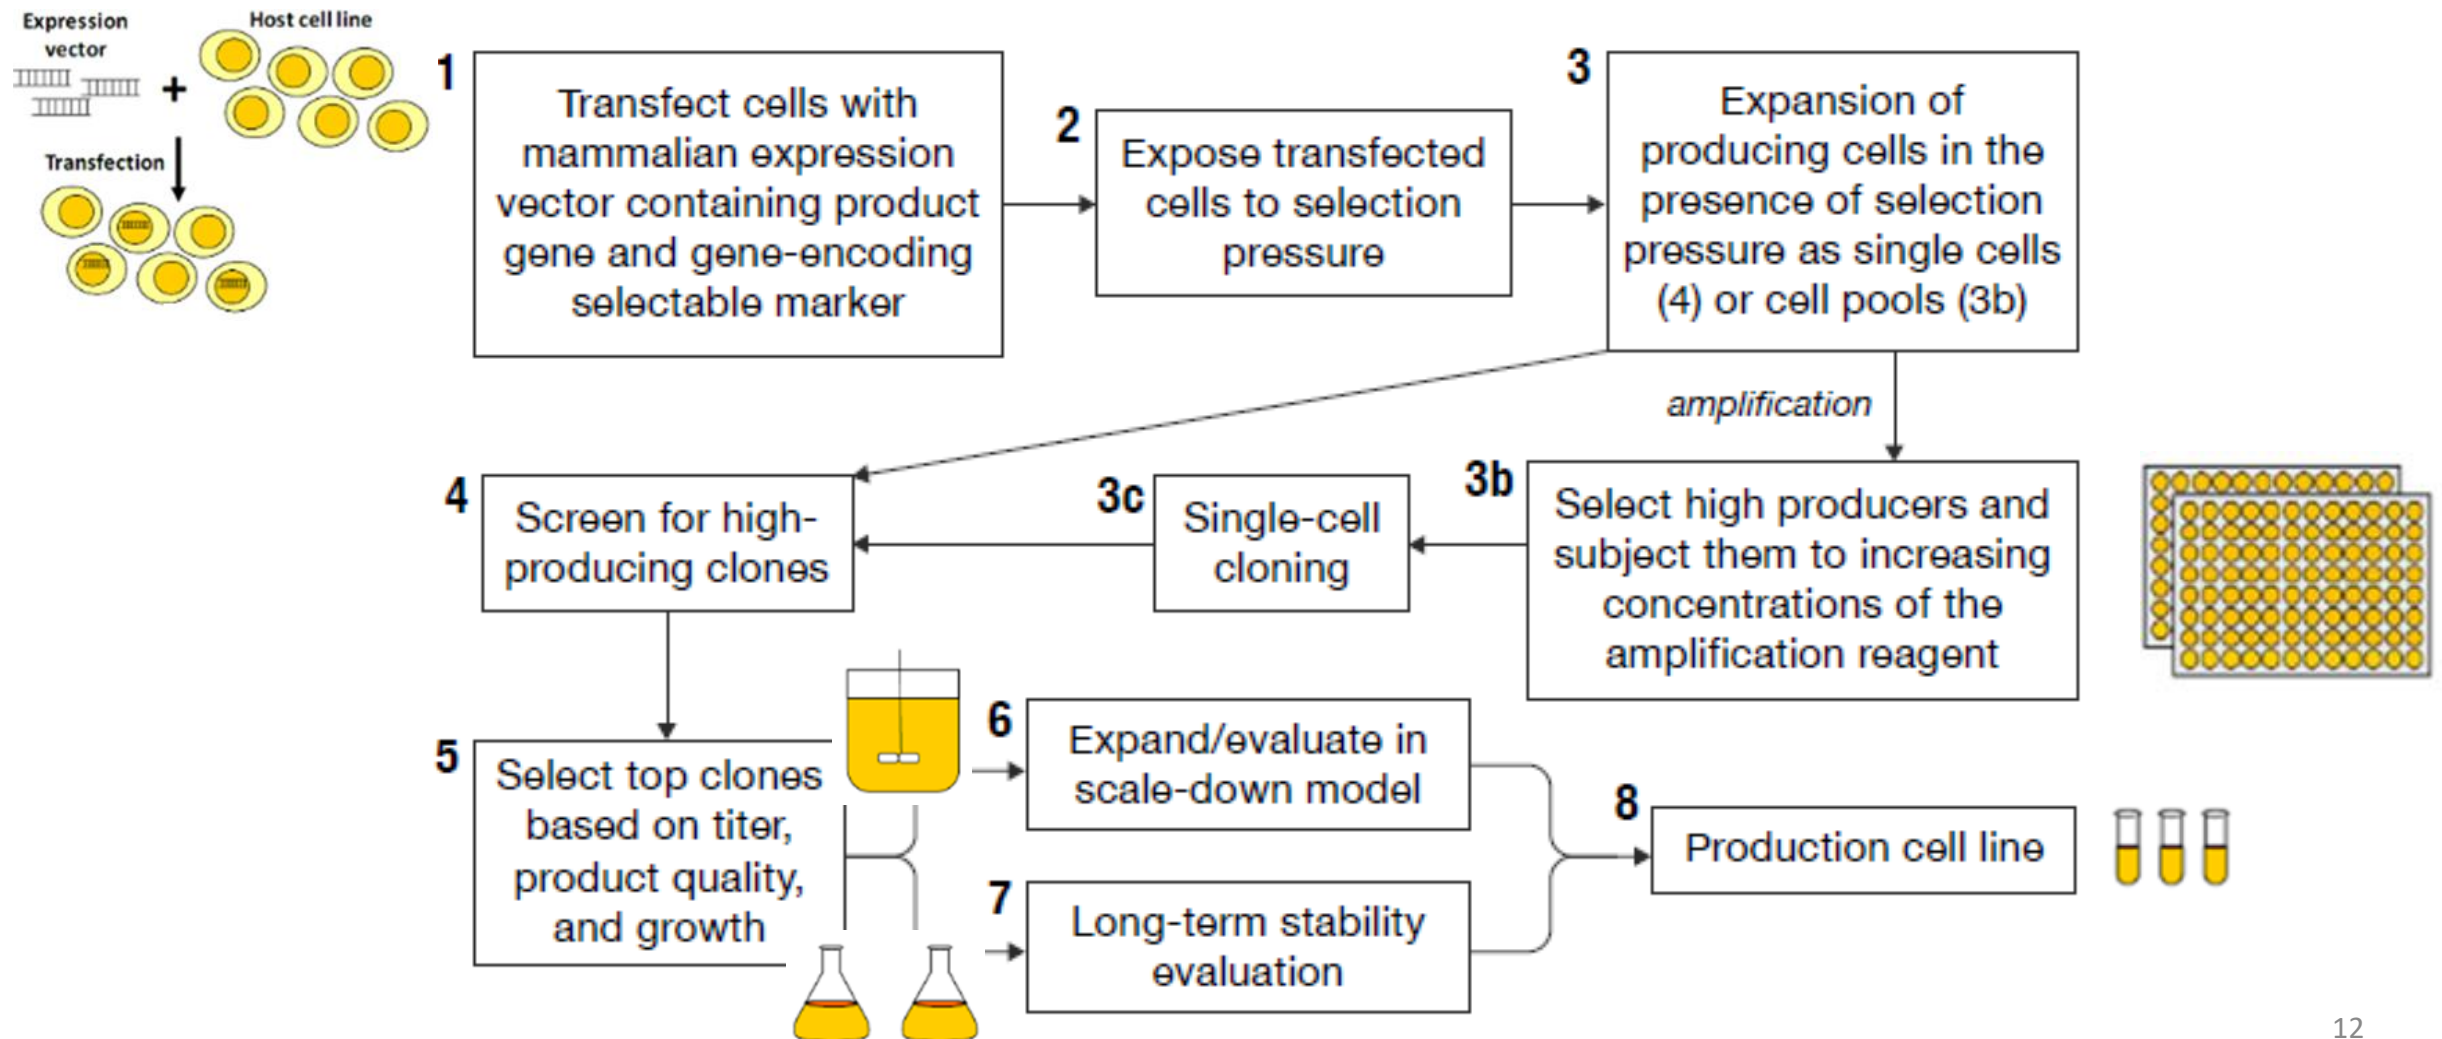 Expression
vector
+
Host cell line
Transfection
1
Transfect cells with
mammalian expression
vector containing product
gene and gene-encoding
selectable marker
2
Expose transfected
cells to selection
pressure
3
Expansion of
producing cells in the
presence of selection
pressure as single cells
(4) or cell pools (3b)
amplification
3b
Select high producers and
subject them to increasing
concentrations of the
amplification reagent
3c
Single-cell
cloning
4
Screen for high-
producing clones
5
Select top clones
based on titer,
product quality,
and growth
6
Expand/evaluate in
scale-down model
7
Long-term stability
evaluation
8
Production cell line
12